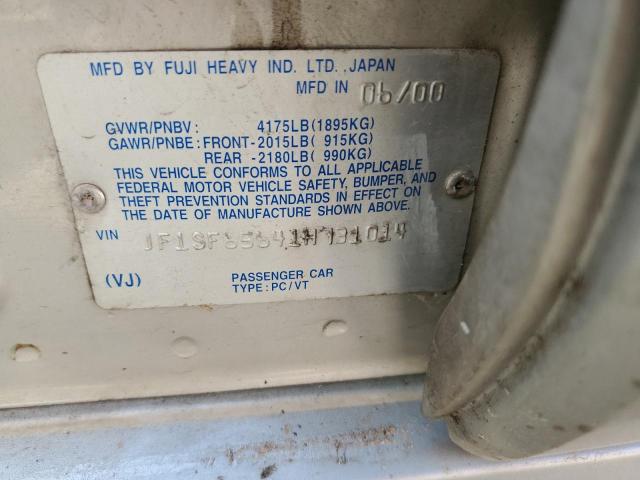 MFD BY FUJI HEAVY IND. LTD., JAPAN
MFD IN 06/00
GVWR/PNBV: 4175LB(1895KG)
GAWR/PNBE: FRONT-2015LB( 915KG)
REAR -2180LB( 990KG)
THIS VEHICLE CONFORMS TO ALL APPLICABLE
FEDERAL MOTOR VEHICLE SAFETY, BUMPER, AND
THEFT PREVENTION STANDARDS IN EFFECT ON
THE DATE OF MANUFACTURE SHOWN ABOVE.
VIN JF1SF65641H731014
(VJ) PASSENGER CAR
TYPE: PC/VT